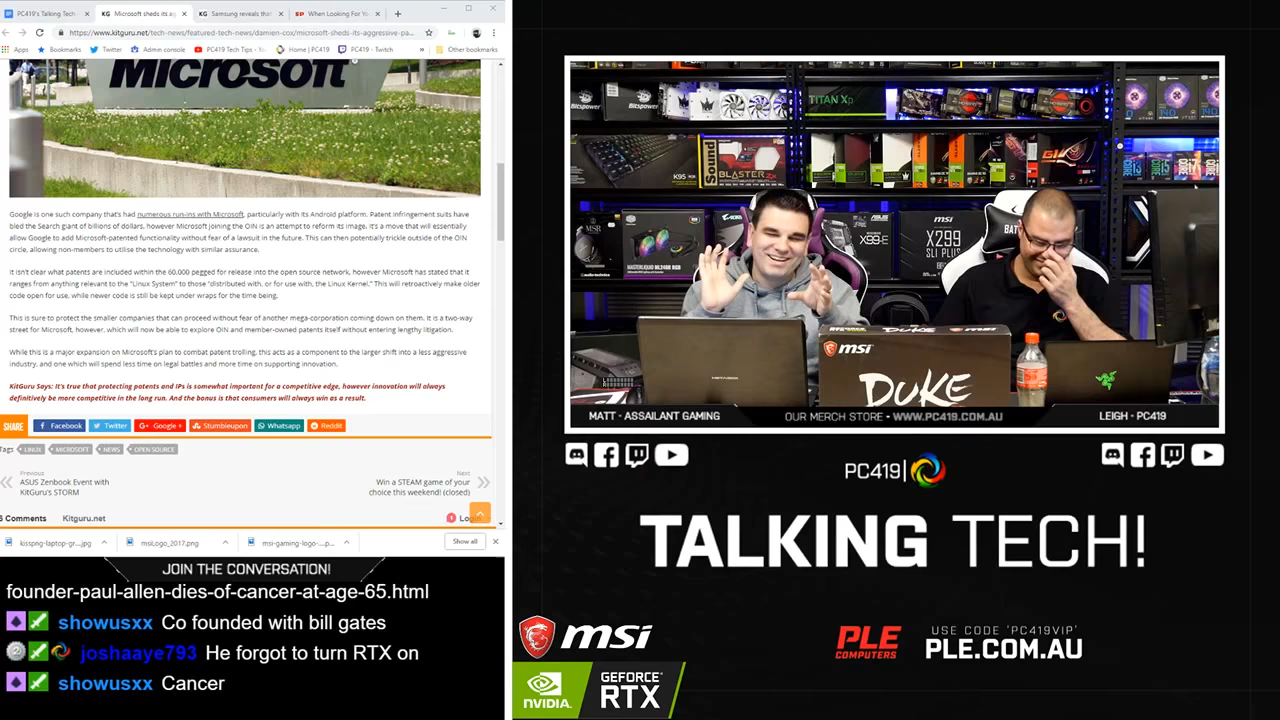 PC419's Talking Tech
Microsoft sheds its ag
Samsung reveals that
When Looking For Yo
https://www.kitguru.net/tech-news/featured-tech-news/damien-cox/microsoft-sheds-its-aggressive-pa...
Apps
Bookmarks
Twitter
Admin console
PC419 Tech Tips - Yo
Home | PC419
PC419 - Twitch
»
Other bookmarks
Microsoft
Google is one such company that's had numerous run-ins with Microsoft, particularly with its Android platform. Patent infringement suits have
bled the Search giant of billions of dollars, however Microsoft joining the OIN is an attempt to reform its image. It's a move that will essentially
allow Google to add Microsoft-patented functionality without fear of a lawsuit in the future. This can then potentially trickle outside of the OIN
circle, allowing non-members to utilise the technology with similar assurance.
It isn't clear what patents are included within the 60,000 pegged for release into the open source network, however Microsoft has stated that it
ranges from anything relevant to the "Linux System" to those "distributed with, or for use with, the Linux Kernel." This will retroactively make older
code open for use, while newer code is still be kept under wraps for the time being.
This is sure to protect the smaller companies that can proceed without fear of another mega-corporation coming down on them. It is a two-way
street for Microsoft, however, which will now be able to explore OIN and member-owned patents itself without entering lengthy litigation.
While this is a major expansion on Microsoft's plan to combat patent trolling, this acts as a component to the larger shift into a less aggressive
industry, and one which will spend less time on legal battles and more time on supporting innovation.
KitGuru Says: It's true that protecting patents and IPs is somewhat important for a competitive edge, however innovation will always
definitely be more competitive in the long run. And the bonus is that consumers will always win as a result.
SHARE
Facebook
Twitter
Google +
Stumbleupon
Whatsapp
Reddit
Tags
LINUX
MICROSOFT
NEWS
OPEN SOURCE
Previous
ASUS Zenbook Event with
KitGuru's STORM
Next
Win a STEAM game of your
choice this weekend! (closed)
Comments
Kitguru.net
Login
kisspng-laptop-gr....jpg
msiLogo_2017.png
msi-gaming-logo-...p...
Show all
JOIN THE CONVERSATION!
founder-paul-allen-dies-of-cancer-at-age-65.html
showusxx Co founded with bill gates
joshaaye793 He forgot to turn RTX on
showusxx Cancer
Bitspower
TITAN Xp
K95
Sound
BLASTER
ASUS
X99-E
MASTERLIQUID ML240R RGB
MSR
audio-technica
msi
X299
SLI PLUS
msi
DUKE
MATT - ASSAILANT GAMING
OUR MERCH STORE - WWW.PC419.COM.AU
LEIGH - PC419
PC419
TALKING TECH!
msi
NVIDIA
GEFORCE
RTX
PLE
COMPUTERS
USE CODE 'PC419VIP'
PLE.COM.AU